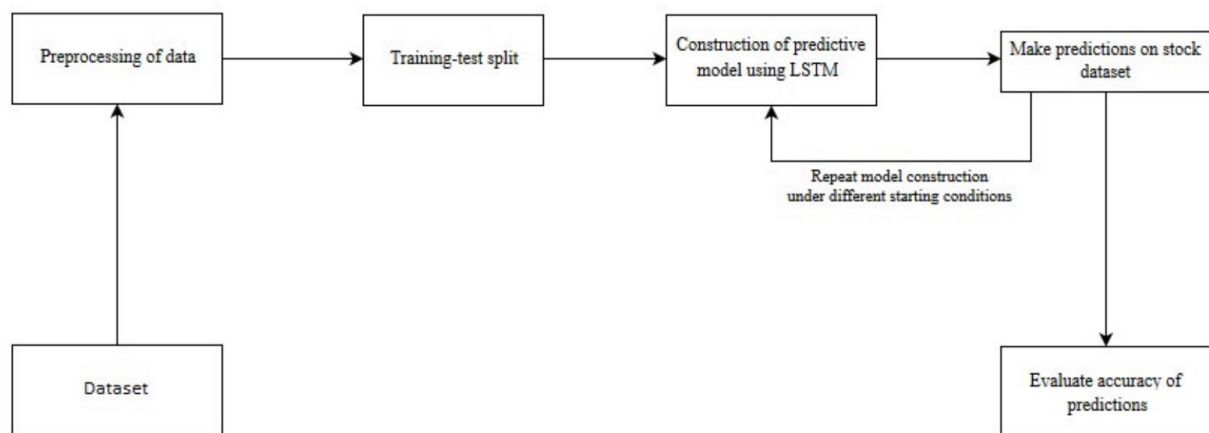 Preprocessing of data
Training-test split
Construction of predictive
model using LSTM
Make predictions on stock
dataset
Repeat model construction
under different starting conditions
Dataset
Evaluate accuracy of
predictions